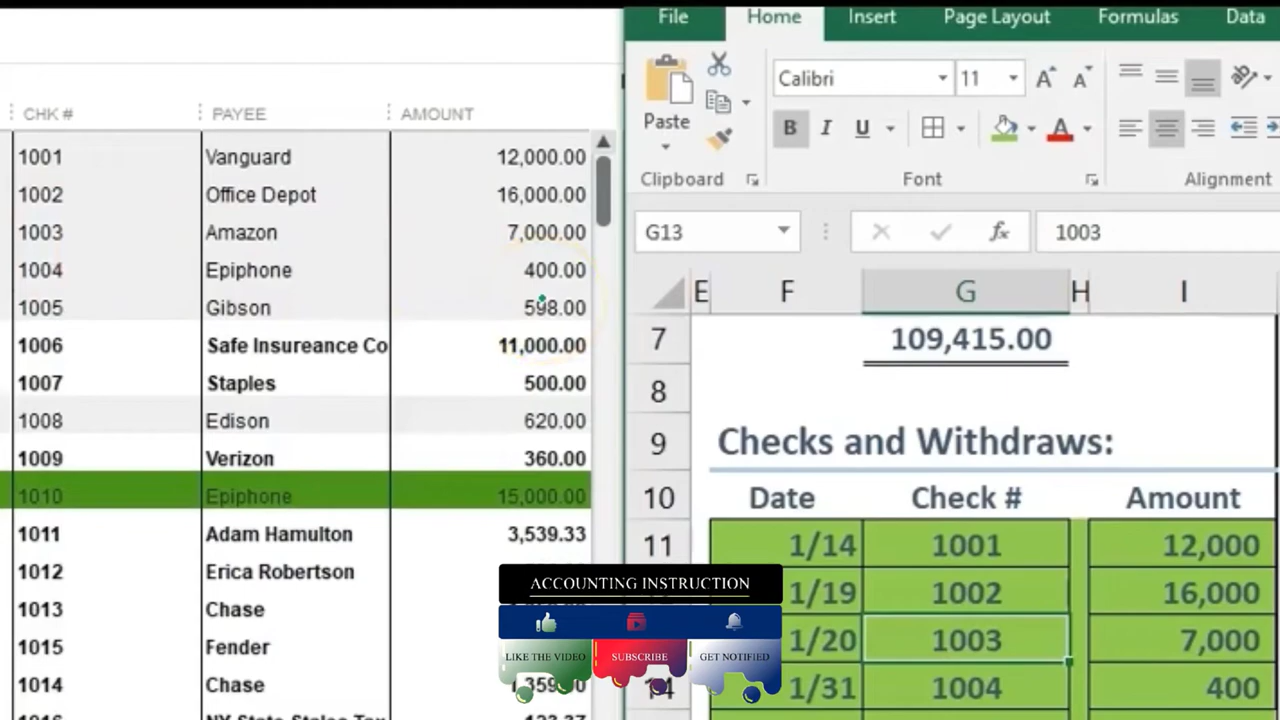 CHK # PAYEE AMOUNT
1001 Vanguard 12,000.00
1002 Office Depot 16,000.00
1003 Amazon 7,000.00
1004 Epiphone 400.00
1005 Gibson 598.00
1006 Safe Insureance Co 11,000.00
1007 Staples 500.00
1008 Edison 620.00
1009 Verizon 360.00
1010 Epiphone 15,000.00
1011 Adam Hamulton 3,539.33
1012 Erica Robertson
1013 Chase
1015 Fender
1014 Chase
File Home Insert Page Layout Formulas Data
Calibri 11 A A
Paste B I U A
Clipboard Font Alignment
G13 fx 1003
E F G H I
7 109,415.00
8
9 Checks and Withdraws:
10 Date Check # Amount
11 1/14 1001 12,000
1/19 1002 16,000
1/20 1003 7,000
14 1/31 1004 400
ACCOUNTING INSTRUCTION
LIKE THE VIDEO SUBSCRIBE GET NOTIFIED